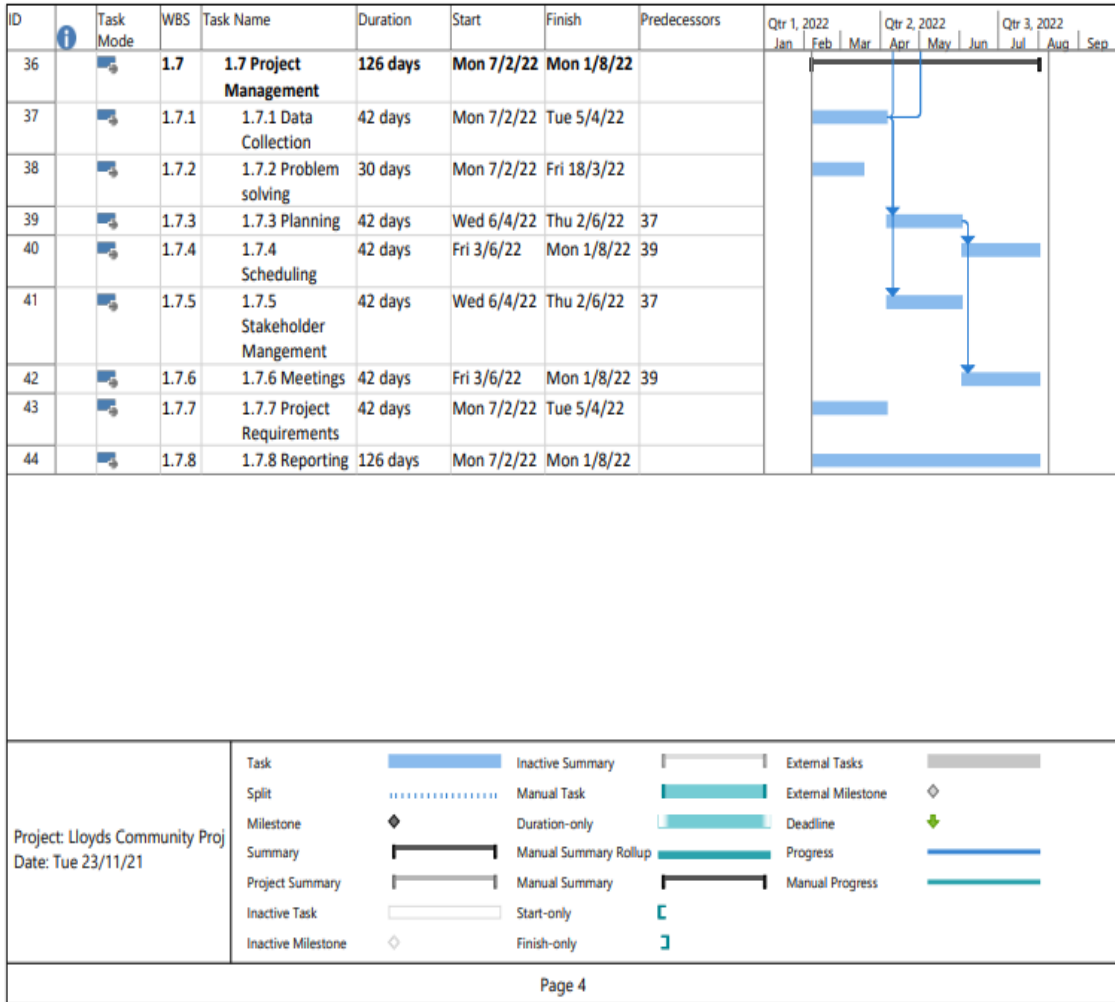 ID Task Mode WBS Task Name Duration Start Finish Predecessors Qtr 1, 2022 Qtr 2, 2022 Qtr 3, 2022
Jan Feb Mar Apr May Jun Jul Aug Sep
36 1.7 1.7 Project 126 days Mon 7/2/22 Mon 1/8/22
Management
37 1.7.1 1.7.1 Data 42 days Mon 7/2/22 Tue 5/4/22
Collection
38 1.7.2 1.7.2 Problem 30 days Mon 7/2/22 Fri 18/3/22
solving
39 1.7.3 1.7.3 Planning 42 days Wed 6/4/22 Thu 2/6/22 37
40 1.7.4 1.7.4 42 days Fri 3/6/22 Mon 1/8/22 39
Scheduling
41 1.7.5 1.7.5 42 days Wed 6/4/22 Thu 2/6/22 37
Stakeholder
Mangement
42 1.7.6 1.7.6 Meetings 42 days Fri 3/6/22 Mon 1/8/22 39
43 1.7.7 1.7.7 Project 42 days Mon 7/2/22 Tue 5/4/22
Requirements
44 1.7.8 1.7.8 Reporting 126 days Mon 7/2/22 Mon 1/8/22
Project: Lloyds Community Proj
Date: Tue 23/11/21
Task Inactive Summary External Tasks
Split Manual Task External Milestone
Milestone Duration-only Deadline
Summary Manual Summary Rollup Progress
Project Summary Manual Summary Manual Progress
Inactive Task Start-only
Inactive Milestone Finish-only
Page 4